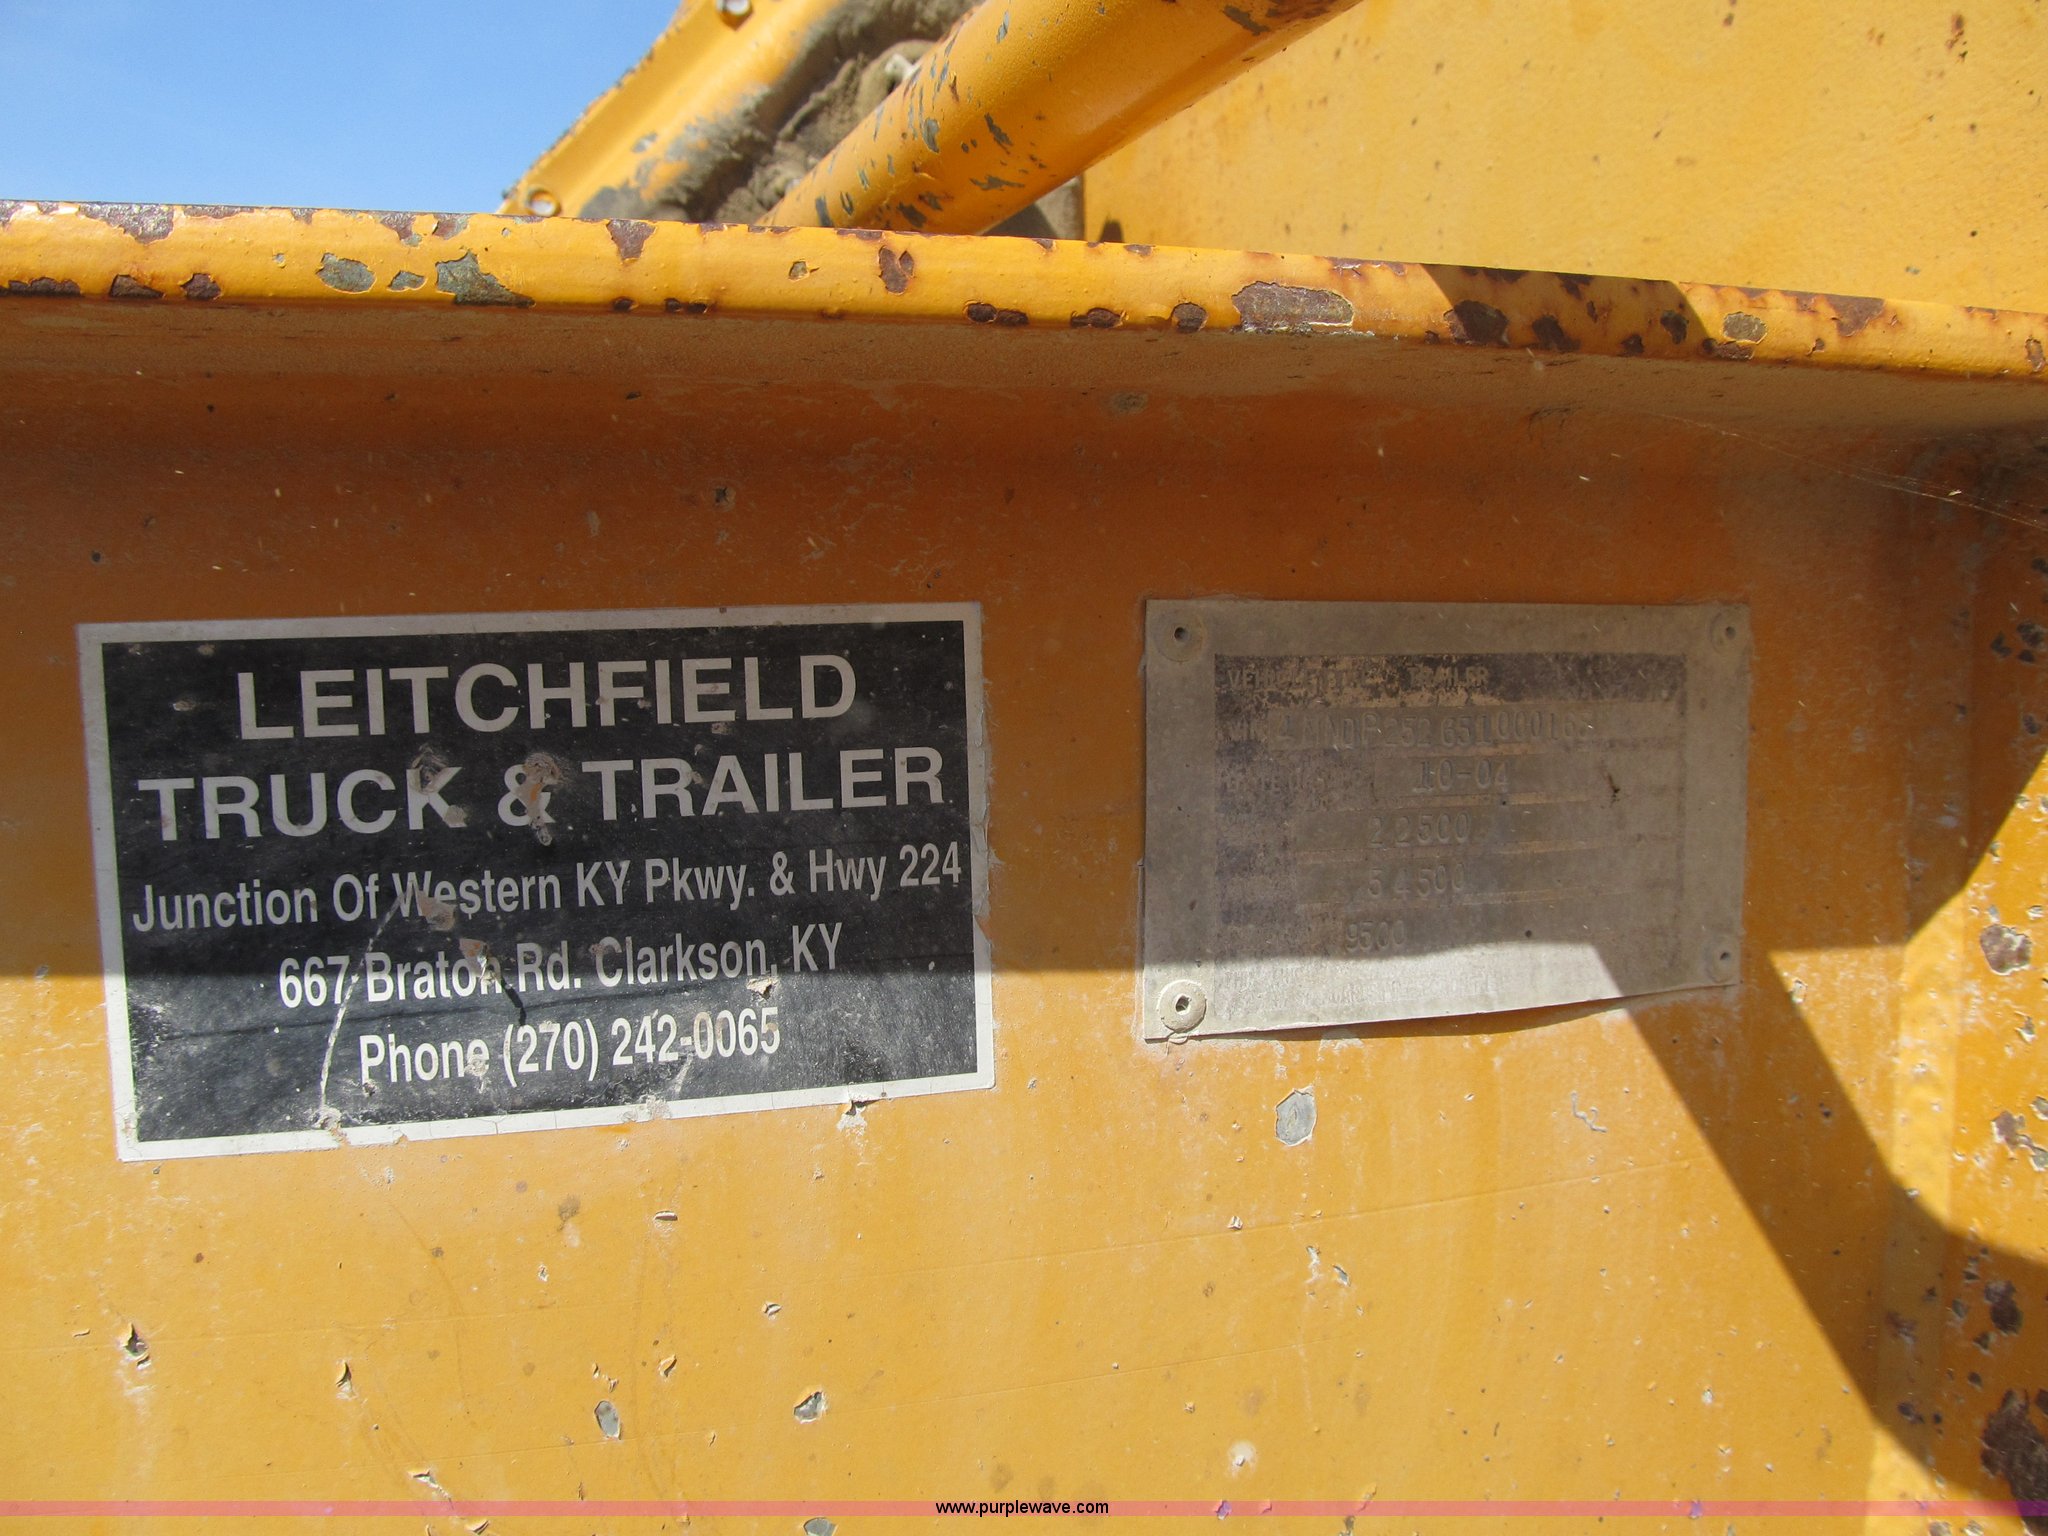 LEITCHFIELD
TRUCK & TRAILER
Junction Of Western KY Pkwy. & Hwy 224
667 Braton Rd. Clarkson, KY
Phone (270) 242-0065
TRAILER
10-04
22500
54500
9500
www.purplewave.com